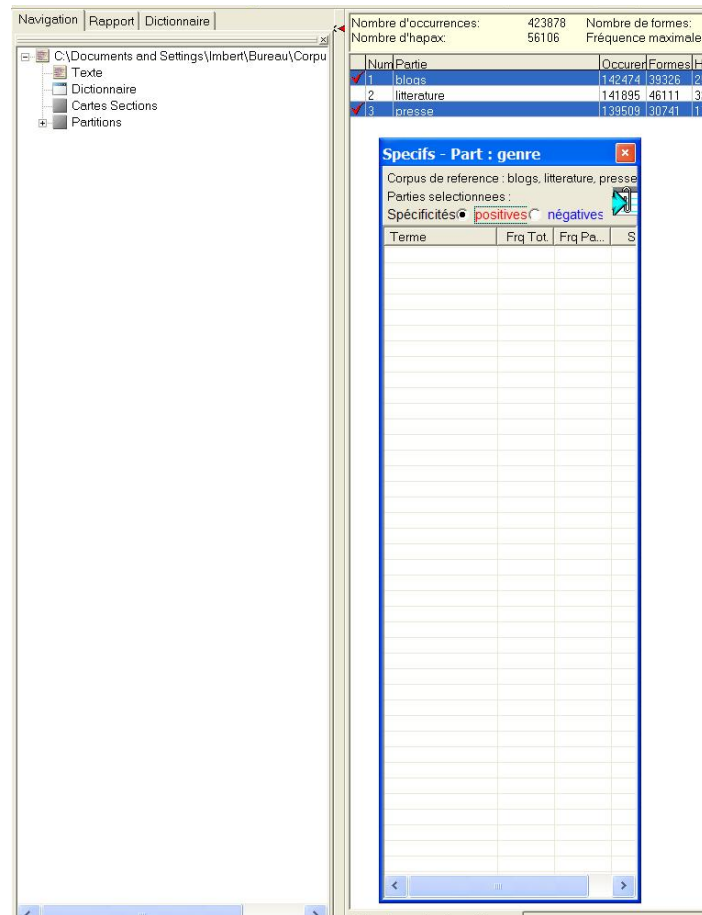 Navigation Rapport Dictionnaire
C:\Documents and Settings\Imbert\Bureau\Corpu
Texte
Dictionnaire
Cartes Sections
Partitions
Nombre d'occurrences: 423878 Nombre de formes:
Nombre d'hapax: 56106 Fréquence maximale
Num Partie Occurer Formes H
1 blogs 142474 39326 2
2 litterature 141895 46111 3
3 presse 139509 30741 1
Specifs - Part : genre
Corpus de reference : blogs, litterature, presse
Parties selectionnees :
Spécificités positives négatives
Terme Frq Tot. Frq Pa... S